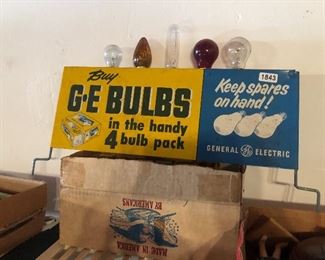 Buy
G-E BULBS
in the handy
4 bulb pack
1843
Keep spares
on hand!
GENERAL GE ELECTRIC
MADE IN AMERICA
BY AMERICANS